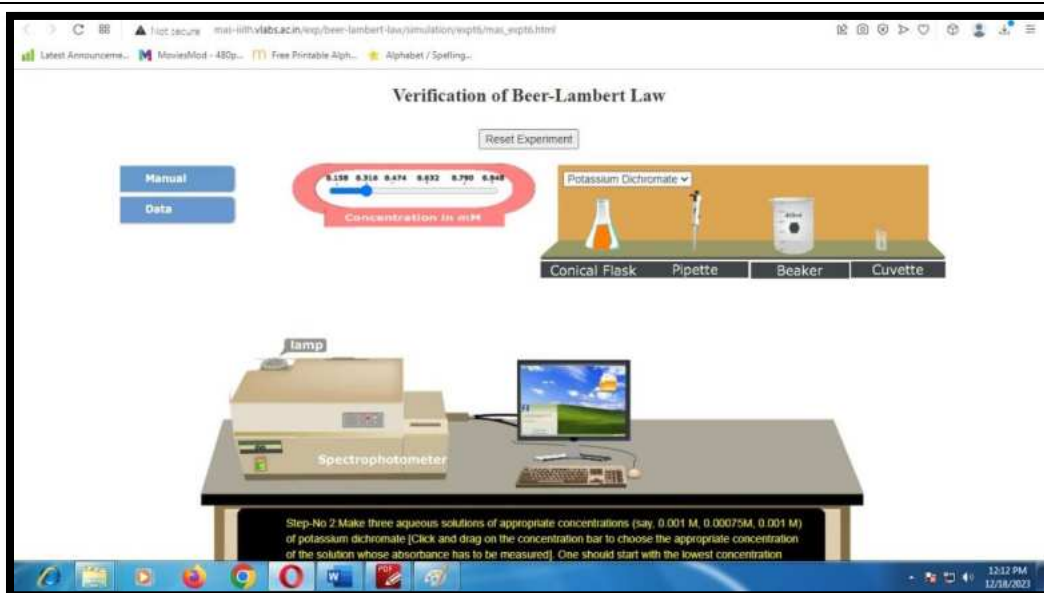 Not secure mas-iiith.vlabs.ac.in/exp/beer-lambert-law/simulation/expt6/mas_expt6.html
Latest Announceme... MoviesMod - 480p... Free Printable Alph... Alphabet / Spelling...
Verification of Beer-Lambert Law
Reset Experiment
Manual
Data
0.158 0.316 0.474 0.632 0.790 0.948
Concentration in mM
Potassium Dichromate
Conical Flask Pipette Beaker Cuvette
lamp
Spectrophotometer
Step-No 2:Make three aqueous solutions of appropriate concentrations (say, 0.001 M, 0.00075M, 0.001 M)
of potassium dichromate [Click and drag on the concentration bar to choose the appropriate concentration
of the solution whose absorbance has to be measured]. One should start with the lowest concentration
12:12 PM
12/18/2023